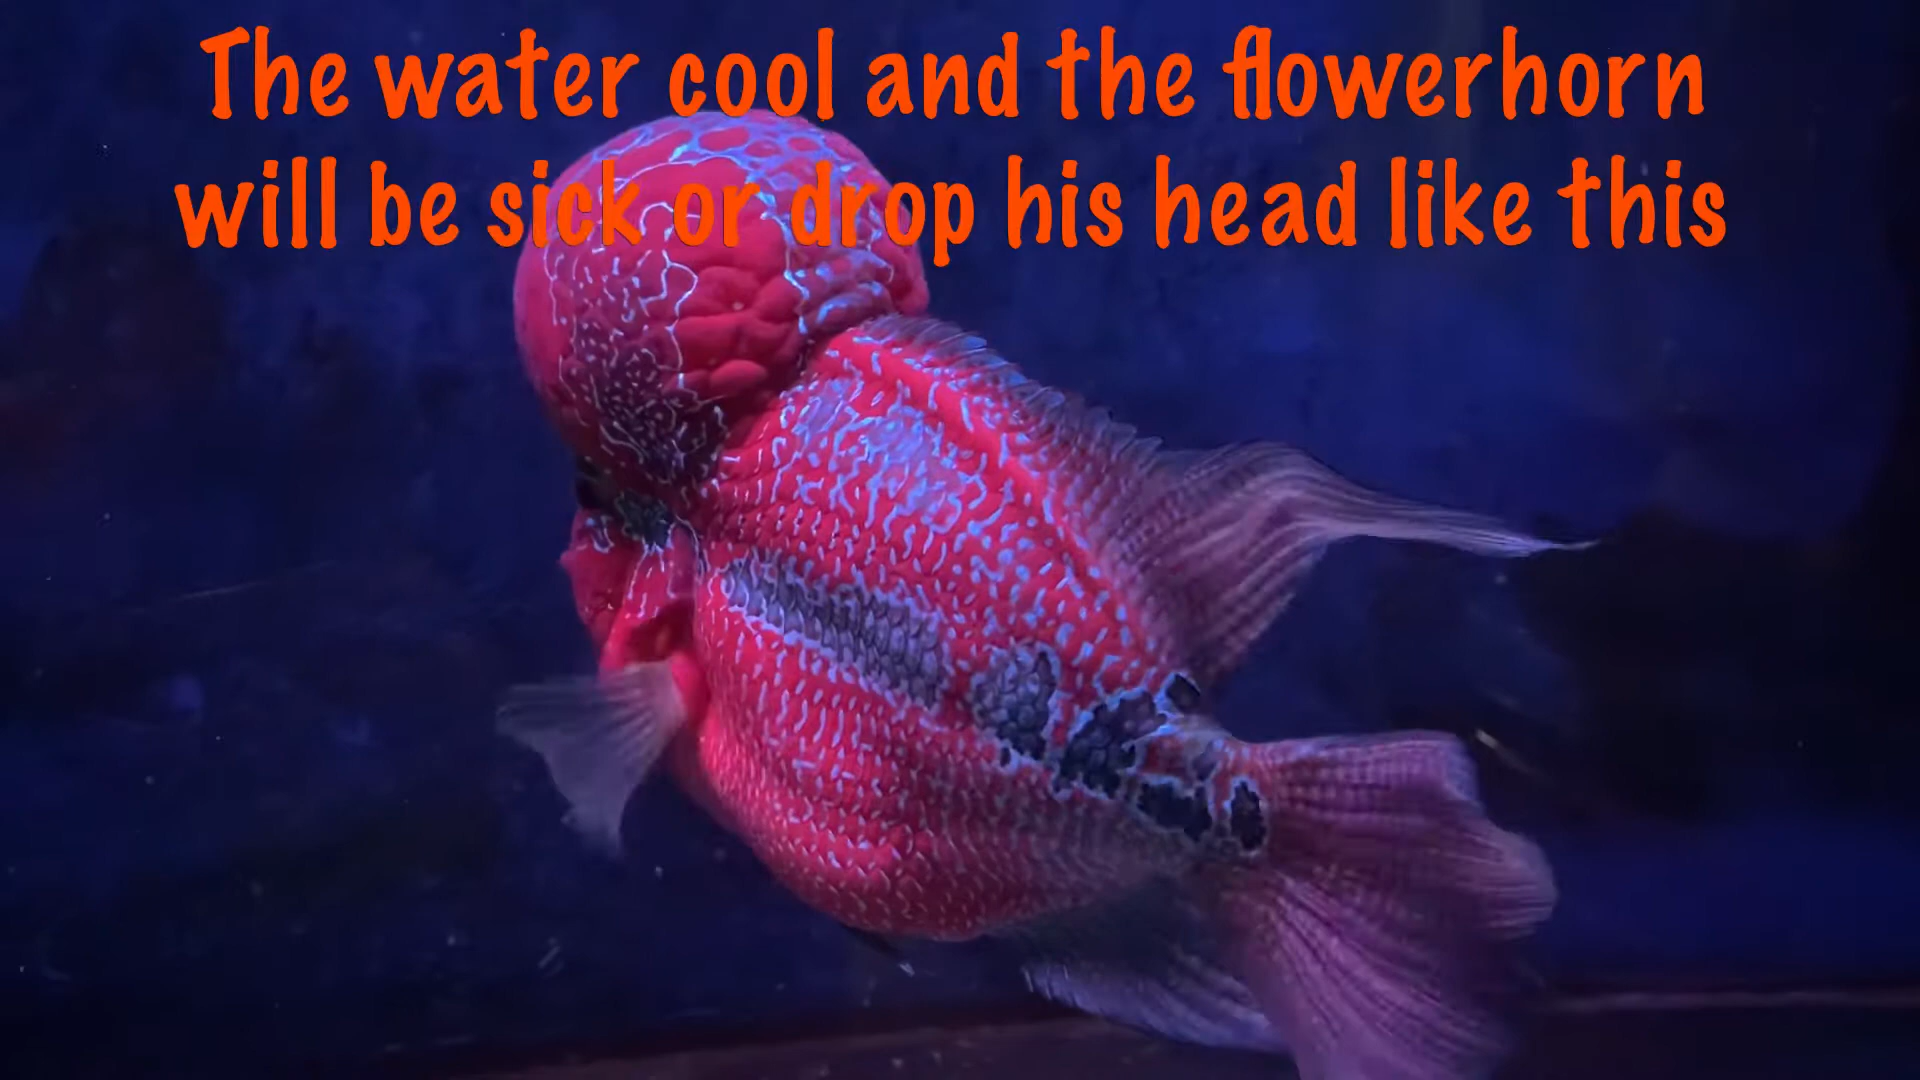 The water cool and the flowerhorn
will be sick or drop his head like this